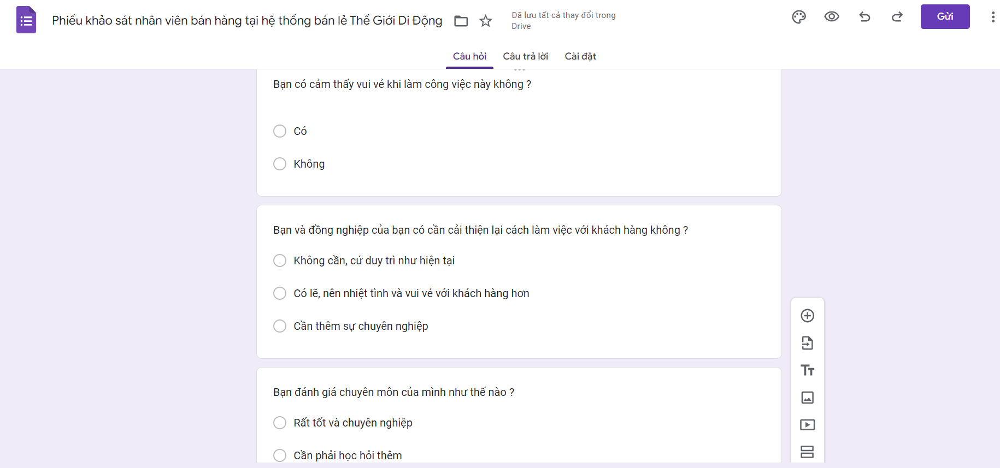 Phiếu khảo sát nhân viên bán hàng tại hệ thống bán lẻ Thế Giới Di Động
Đã lưu tất cả thay đổi trong
Drive
Gửi
Câu hỏi
Câu trả lời
Cài đặt
Bạn có cảm thấy vui vẻ khi làm công việc này không ?
Có
Không
Bạn và đồng nghiệp của bạn có cần cải thiện lại cách làm việc với khách hàng không ?
Không cần, cứ duy trì như hiện tại
Có lẽ, nên nhiệt tình và vui vẻ với khách hàng hơn
Cần thêm sự chuyên nghiệp
Bạn đánh giá chuyên môn của mình như thế nào ?
Rất tốt và chuyên nghiệp
Cần phải học hỏi thêm